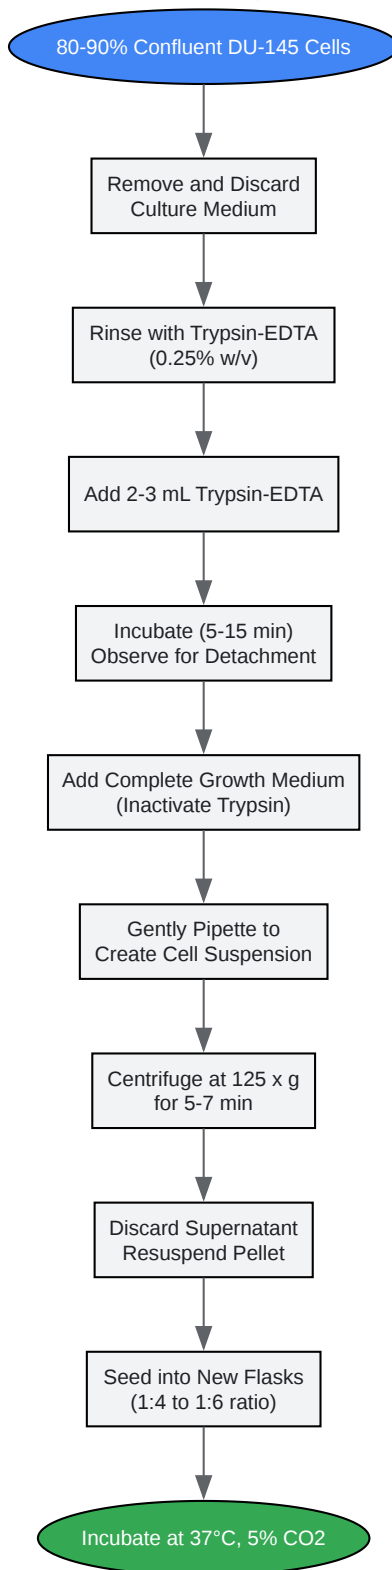 80-90% Confluent DU-145 Cells
Remove and Discard
Culture Medium
Rinse with Trypsin-EDTA
(0.25% w/v)
Add 2-3 mL Trypsin-EDTA
Incubate (5-15 min)
Observe for Detachment
Add Complete Growth Medium
(Inactivate Trypsin)
Gently Pipette to
Create Cell Suspension
Centrifuge at 125 x g
for 5-7 min
Discard Supernatant
Resuspend Pellet
Seed into New Flasks
(1:4 to 1:6 ratio)
Incubate at 37°C, 5% CO2